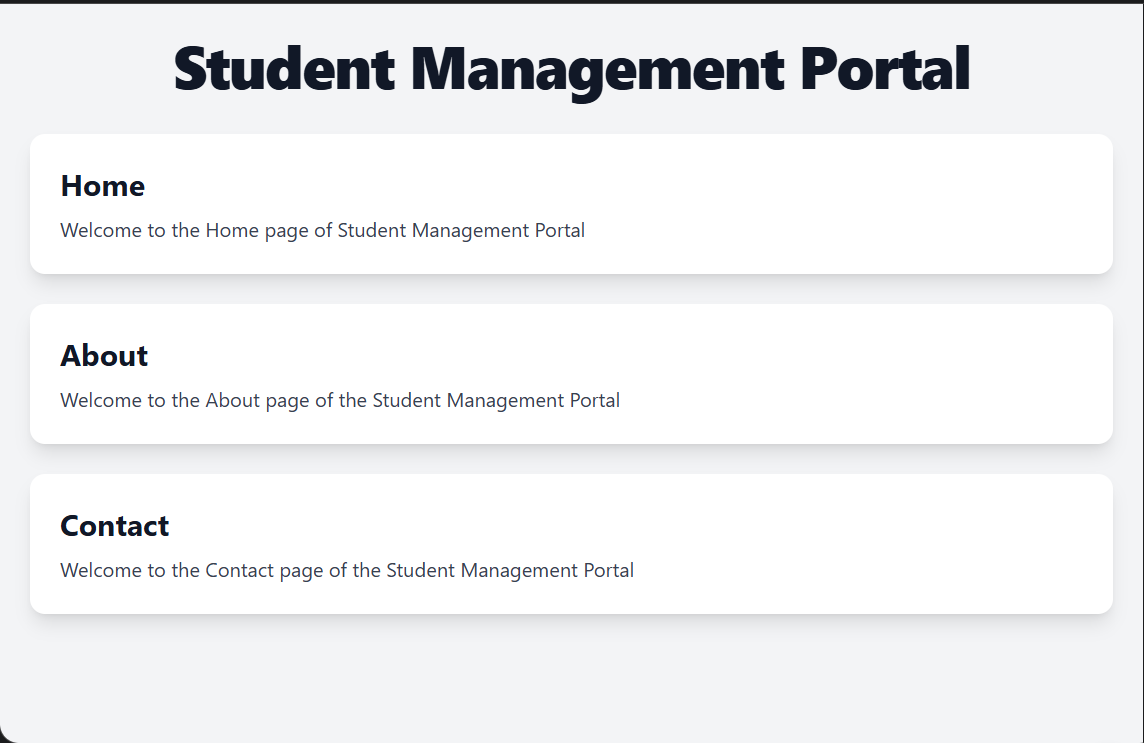 Student Management Portal
Home
Welcome to the Home page of Student Management Portal
About
Welcome to the About page of the Student Management Portal
Contact
Welcome to the Contact page of the Student Management Portal